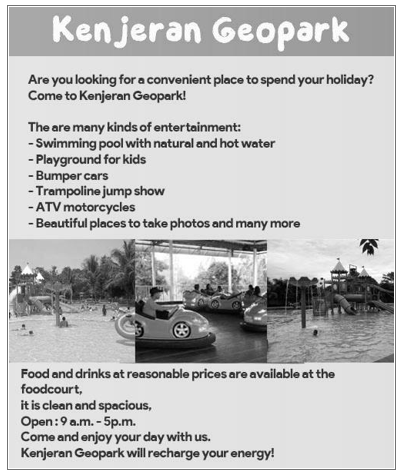 Kenjeran Geopark
Are you looking for a convenient place to spend your holiday?
Come to Kenjeran Geopark!
The are many kinds of entertainment:
- Swimming pool with natural and hot water
- Playground for kids
- Bumper cars
- Trampoline jump show
- ATV motorcycles
- Beautiful places to take photos and many more
Food and drinks at reasonable prices are available at the
foodcourt,
it is clean and spacious,
Open : 9 a.m. - 5p.m.
Come and enjoy your day with us.
Kenjeran Geopark will recharge your energy!